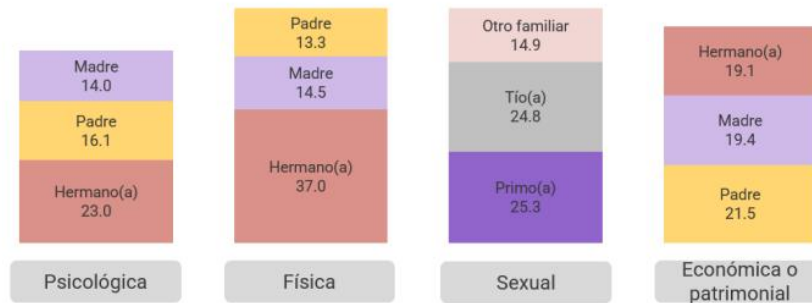 Madre
14.0
Padre
16.1
Hermano(a)
23.0
Psicológica
Padre
13.3
Madre
14.5
Hermano(a)
37.0
Física
Otro familiar
14.9
Tío(a)
24.8
Primo(a)
25.3
Sexual
Hermano(a)
19.1
Madre
19.4
Padre
21.5
Económica o
patrimonial